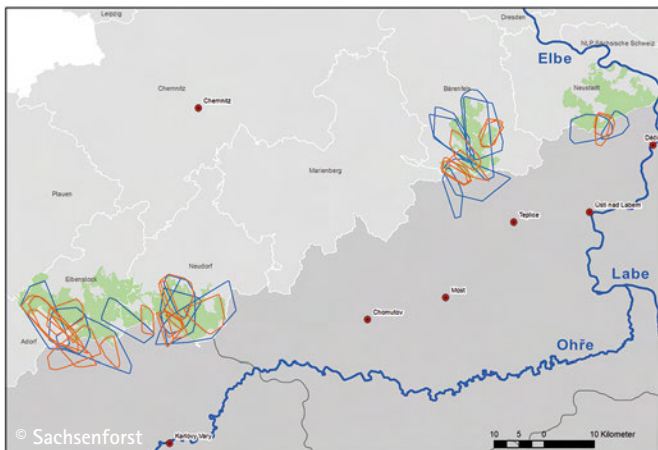 Leipzig
Dresden
NLP Sächsische Schweiz
Elbe
Chemnitz
Bärenfels
Neustadt
Chemnitz
Marienberg
Plauen
Teplice
Ústí nad Labem
Neudorf
Eibenstock
Labe
Most
Chomutov
Adorf
Ohře
© Sachsenforst
Karlovy Vary
10 5 0 10 Kilometer